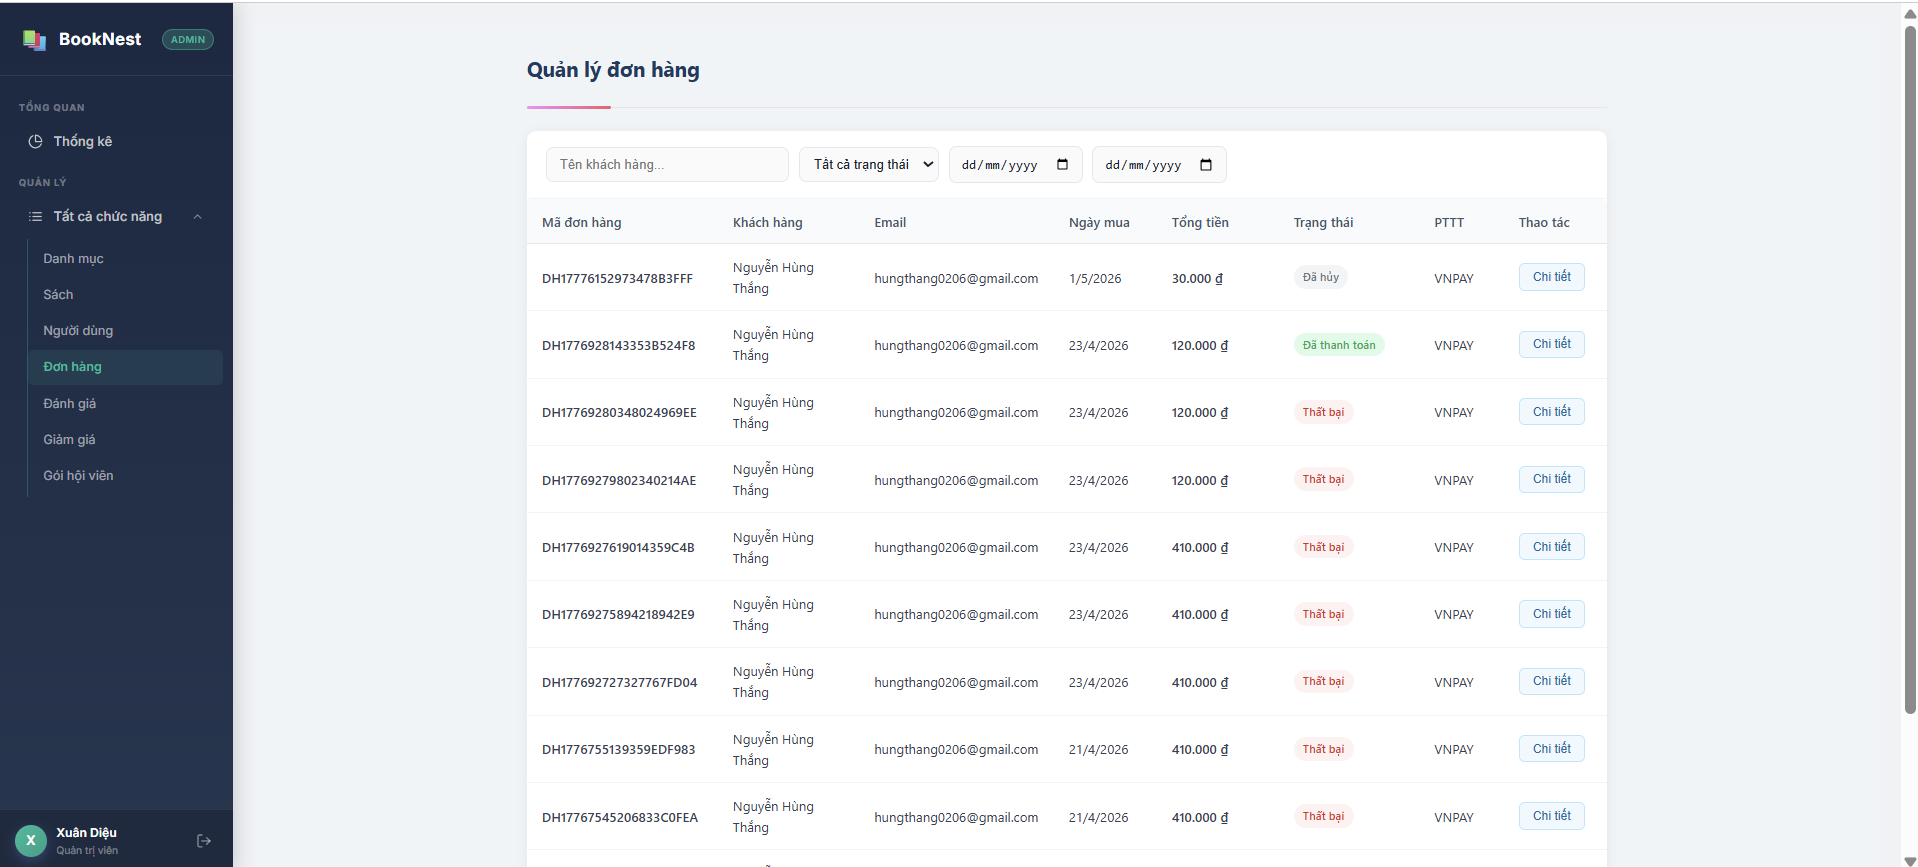 BookNest ADMIN
TỔNG QUAN
Thống kê
QUẢN LÝ
Tất cả chức năng
Danh mục
Sách
Người dùng
Đơn hàng
Đánh giá
Giảm giá
Gói hội viên
X
Xuân Diệu
Quản trị viên
Quản lý đơn hàng
Tên khách hàng... Tất cả trạng thái dd/mm/yyyy dd/mm/yyyy
Mã đơn hàng Khách hàng Email Ngày mua Tổng tiền Trạng thái PTTT Thao tác
DH17776152973478B3FFF Nguyễn Hùng Thắng hungthang0206@gmail.com 1/5/2026 30.000 ₫ Đã hủy VNPAY Chi tiết
DH1776928143353B524F8 Nguyễn Hùng Thắng hungthang0206@gmail.com 23/4/2026 120.000 ₫ Đã thanh toán VNPAY Chi tiết
DH17769280348024969EE Nguyễn Hùng Thắng hungthang0206@gmail.com 23/4/2026 120.000 ₫ Thất bại VNPAY Chi tiết
DH17769279802340214AE Nguyễn Hùng Thắng hungthang0206@gmail.com 23/4/2026 120.000 ₫ Thất bại VNPAY Chi tiết
DH1776927619014359C4B Nguyễn Hùng Thắng hungthang0206@gmail.com 23/4/2026 410.000 ₫ Thất bại VNPAY Chi tiết
DH17769275894218942E9 Nguyễn Hùng Thắng hungthang0206@gmail.com 23/4/2026 410.000 ₫ Thất bại VNPAY Chi tiết
DH177692727327767FD04 Nguyễn Hùng Thắng hungthang0206@gmail.com 23/4/2026 410.000 ₫ Thất bại VNPAY Chi tiết
DH1776755139359EDF983 Nguyễn Hùng Thắng hungthang0206@gmail.com 21/4/2026 410.000 ₫ Thất bại VNPAY Chi tiết
DH17767545206833C0FEA Nguyễn Hùng Thắng hungthang0206@gmail.com 21/4/2026 410.000 ₫ Thất bại VNPAY Chi tiết